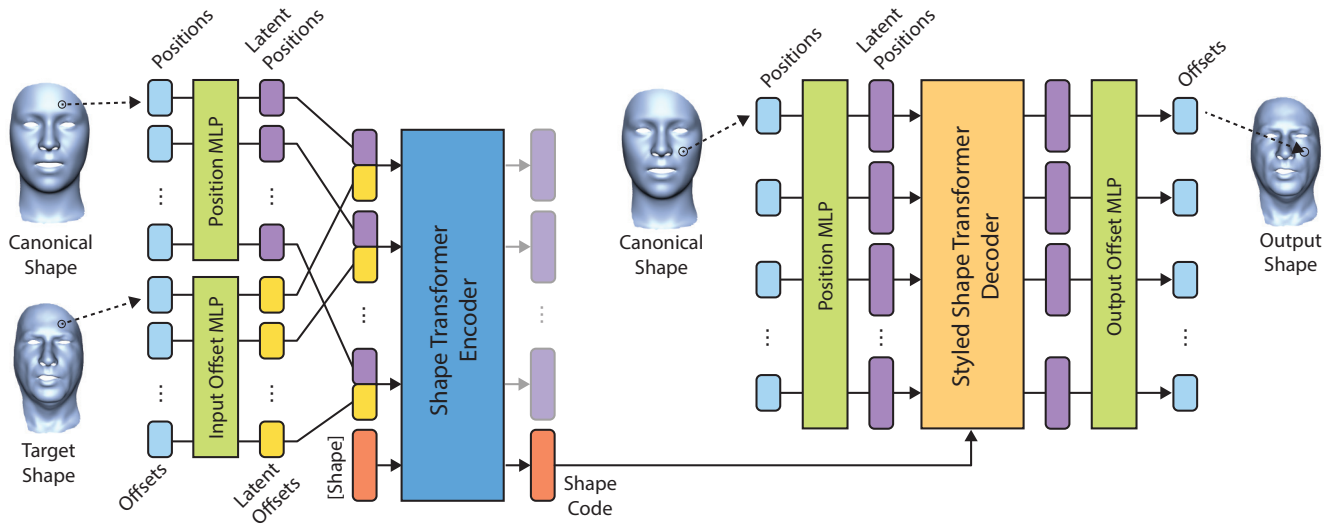 Positions
Latent
Positions
Canonical
Shape
Position MLP
Input Offset MLP
Target
Shape
Offsets
Latent
Offsets
[Shape]
Shape Transformer
Encoder
Shape
Code
Canonical
Shape
Positions
Position MLP
Latent
Positions
Styled Shape Transformer
Decoder
Output Offset MLP
Offsets
Output
Shape